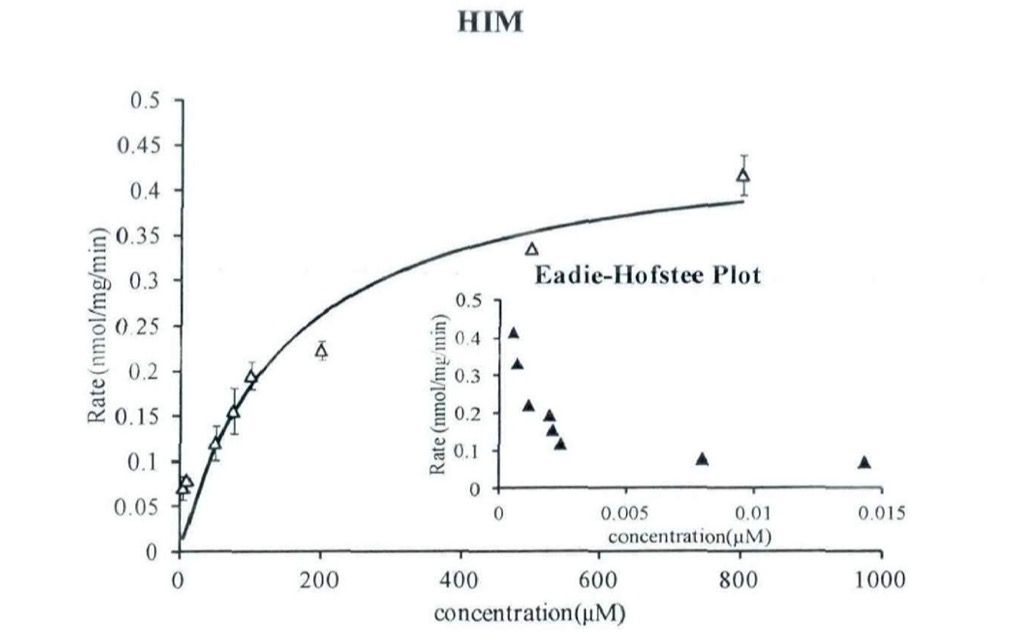 HIM
0.5
0.45
0.4
0.35
0.3
0.25
0.2
0.15
0.1
0.05
0
Rate (nmol/mg/min)
0 200 400 600 800 1000
concentration(μM)
Eadie-Hofstee Plot
0.5
0.4
0.3
0.2
0.1
0
Rate (nmol/mg/min)
0 0.005 0.01 0.015
concentration(μM)